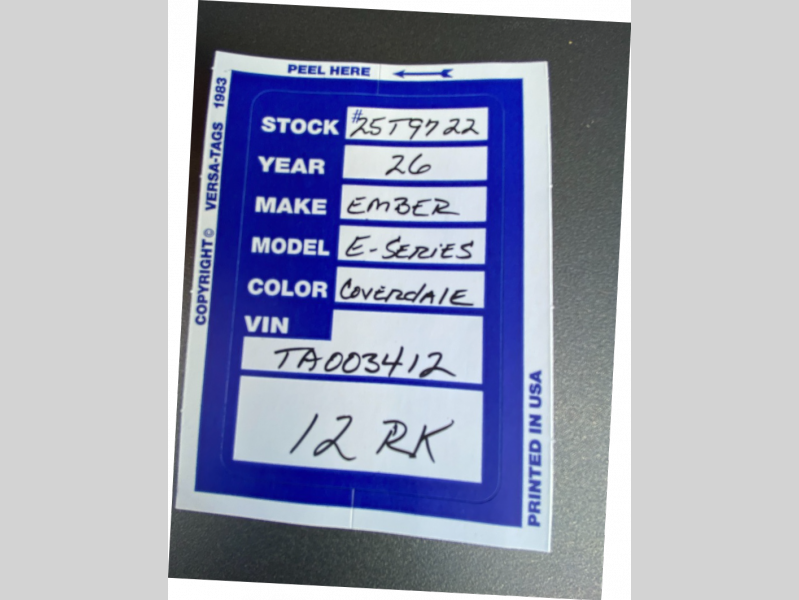 PEEL HERE
COPYRIGHT© VERSA-TAGS 1983
STOCK #25T9722
YEAR 26
MAKE EMBER
MODEL E-SERIES
COLOR COVERdALE
VIN
TA003412
12 RK
PRINTED IN USA